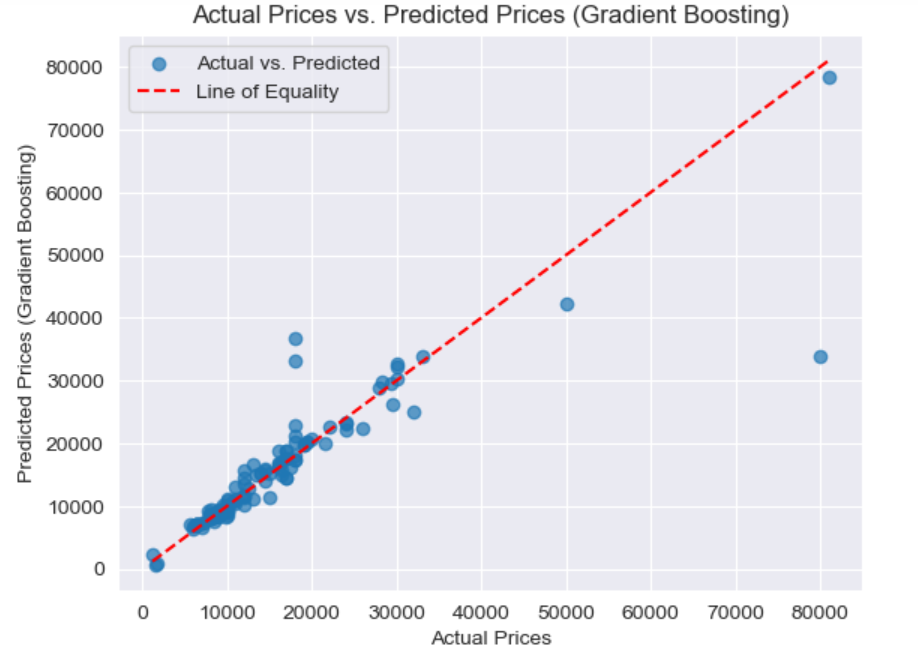 Actual Prices vs. Predicted Prices (Gradient Boosting)
Actual vs. Predicted
Line of Equality
Predicted Prices (Gradient Boosting)
80000
70000
60000
50000
40000
30000
20000
10000
0
0 10000 20000 30000 40000 50000 60000 70000 80000
Actual Prices